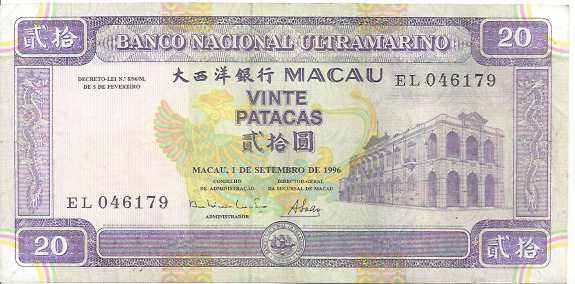 貳拾
BANCO NACIONAL ULTRAMARINO
20
DECRETO-LEI N.º 8/96/M.
DE 5 DE FEVEREIRO
大西洋銀行 MACAU
EL 046179
VINTE
PATACAS
貳拾圓
MACAU, 1 DE SETEMBRO DE 1996
CONSELHO
DE ADMINISTRAÇÃO
DIRECTOR-GERAL
DA SUCURSAL DE MACAU
EL 046179
ADMINISTRADOR
20
貳拾